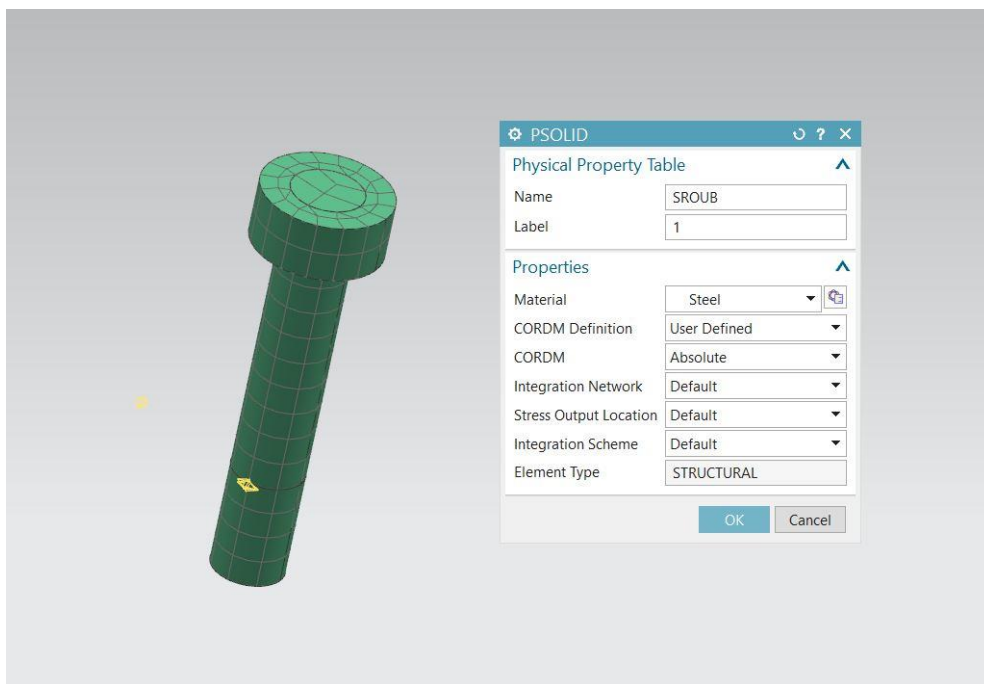 PSOLID
Physical Property Table
Name SROUB
Label 1
Properties
Material Steel
CORDM Definition User Defined
CORDM Absolute
Integration Network Default
Stress Output Location Default
Integration Scheme Default
Element Type STRUCTURAL
OK Cancel